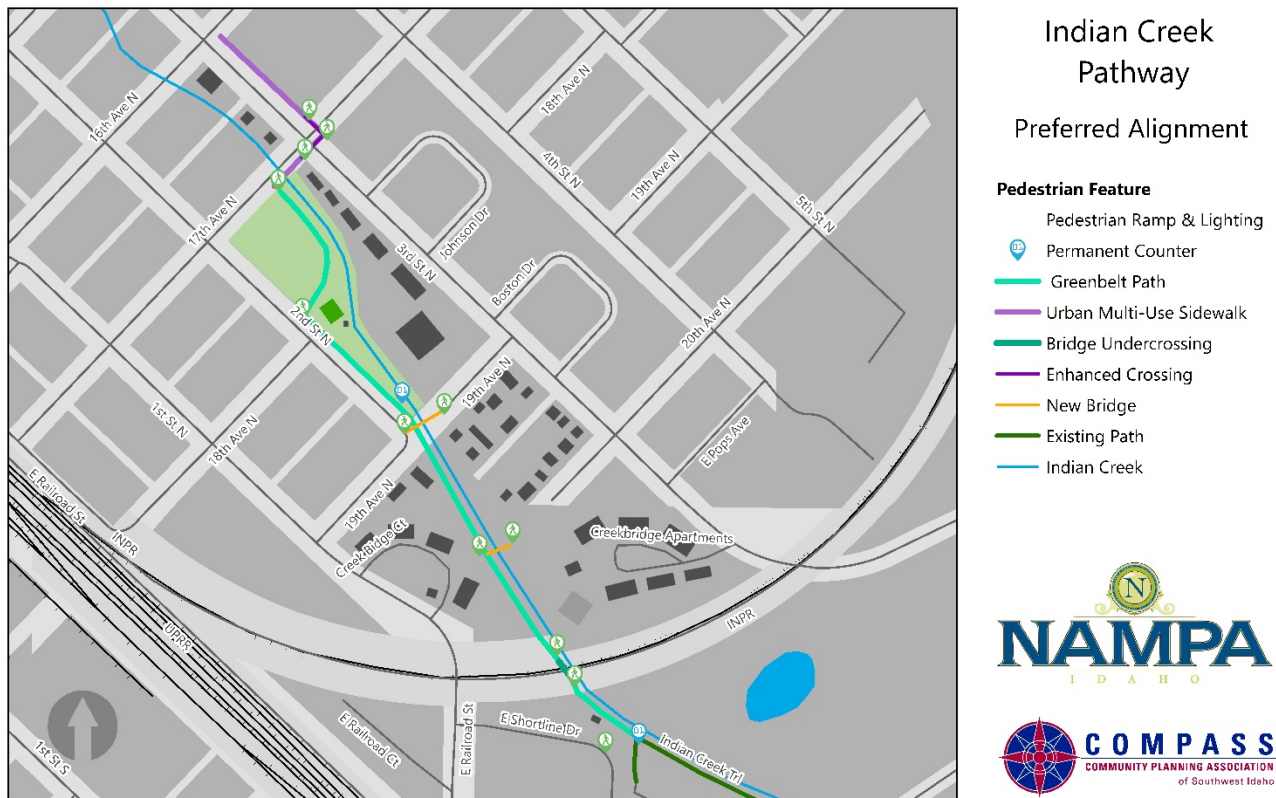 16th Ave N
18th Ave N
17th Ave N
4th St N
19th Ave N
5th St N
Johnson Dr
3rd St N
Boston Dr
2nd St N
20th Ave N
19th Ave N
1st St N
18th Ave N
E Pops Ave
E Railroad St
INPR
19th Ave N
Creek Bidge Ct
Creekbridge Apartments
UPRR
INPR
E Shortline Dr
E Railroad Ct
E Railroad St
Indian Creek Trl
1st St S
Indian Creek
Pathway
Preferred Alignment
Pedestrian Feature
Pedestrian Ramp & Lighting
Permanent Counter
Greenbelt Path
Urban Multi-Use Sidewalk
Bridge Undercrossing
Enhanced Crossing
New Bridge
Existing Path
Indian Creek
N
NAMPA
IDAHO
COMPASS
COMMUNITY PLANNING ASSOCIATION
of Southwest Idaho